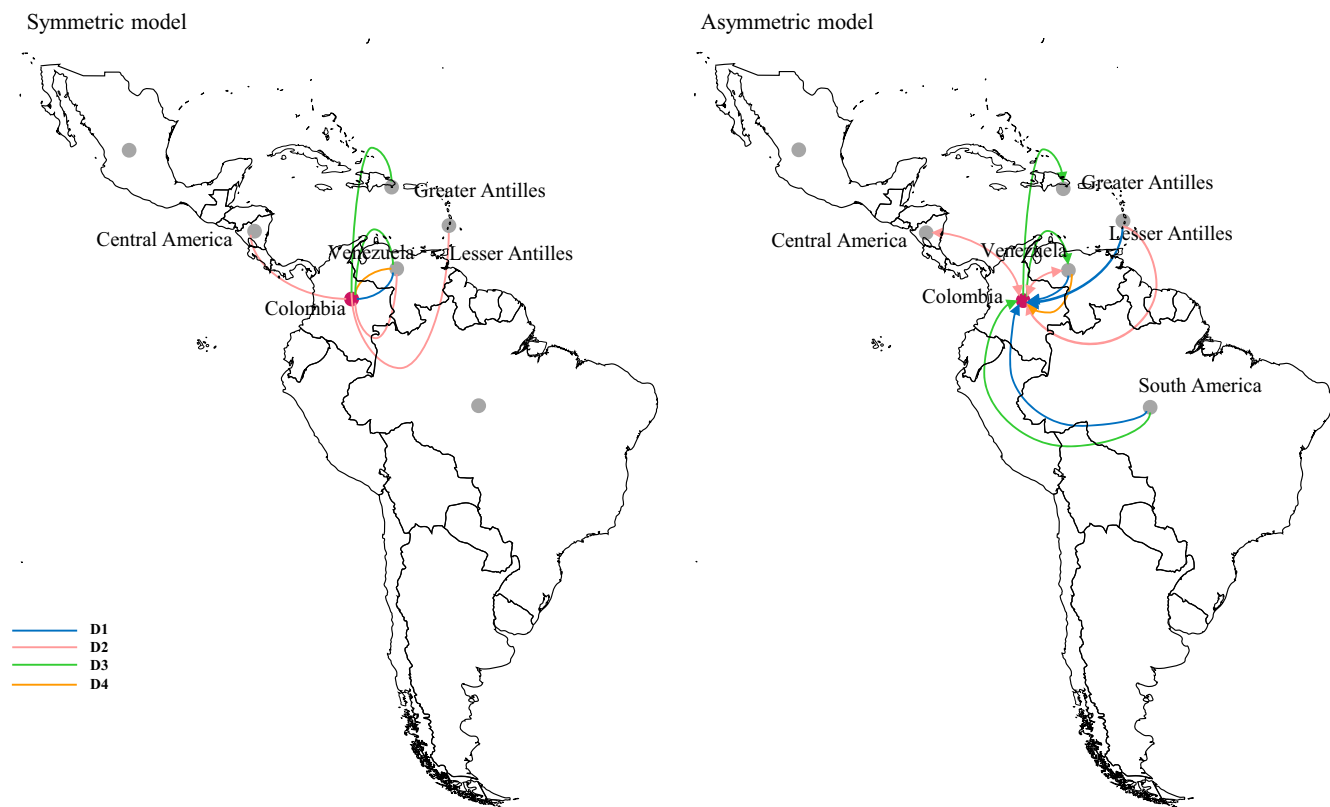 Symmetric model
Greater Antilles
Central America
Venezuela
Lesser Antilles
Colombia
D1
D2
D3
D4
Asymmetric model
Greater Antilles
Central America
Lesser Antilles
Venezuela
Colombia
South America